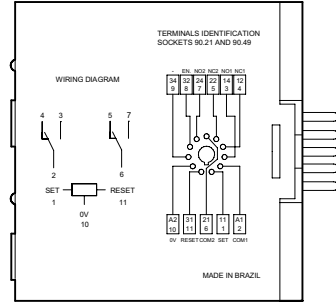 TERMINALS IDENTIFICATION
SOCKETS 90.21 AND 90.49
- EN. NO2 NC2 NO1 NC1
34 32 24 22 14 12
9 8 7 5 3 4
WIRING DIAGRAM
4 3 5 7
2 6
SET RESET
1 11
0V
10
A2 31 21 11 A1
10 11 6 1 2
0V RESET COM2 SET COM1
MADE IN BRAZIL